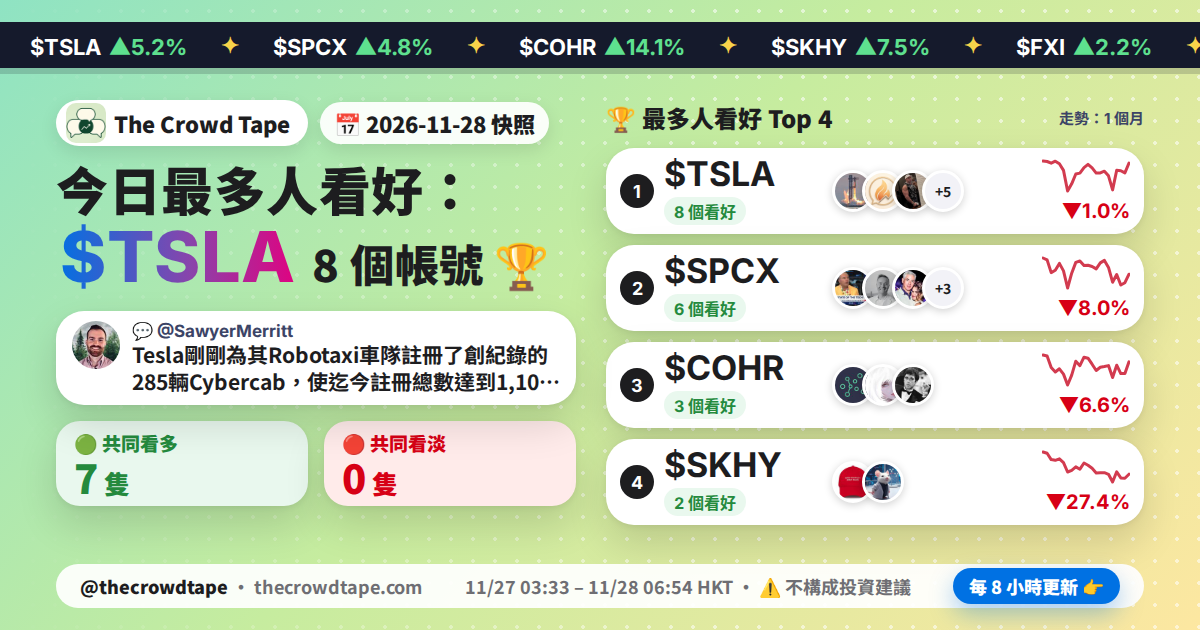 $TSLA ▲5.2% ✦ $SPCX ▲4.8% ✦ $COHR ▲14.1% ✦ $SKHY ▲7.5% ✦ $FXI ▲2.2% ✦
The Crowd Tape
📅 2026-11-28 快照
今日最多人看好：
$TSLA 8 個帳號 🏆
💬 @SawyerMerritt
Tesla剛剛為其Robotaxi車隊註冊了創紀錄的
285輛Cybercab，使迄今註冊總數達到1,10…
🟢 共同看多
7 隻
🔴 共同看淡
0 隻
🏆 最多人看好 Top 4
走勢：1個月
1 $TSLA
8 個看好
+5
▼1.0%
2 $SPCX
6 個看好
+3
▼8.0%
3 $COHR
3 個看好
▼6.6%
4 $SKHY
2 個看好
▼27.4%
@thecrowdtape • thecrowdtape.com
11/27 03:33 – 11/28 06:54 HKT • ⚠️ 不構成投資建議
每 8 小時更新 👉